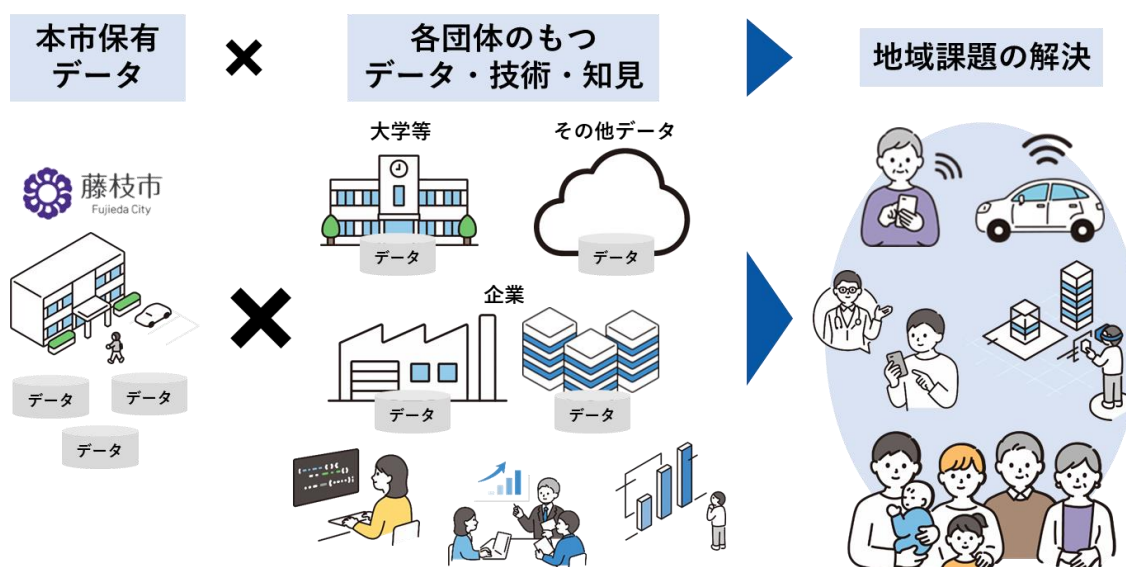 本市保有
データ
×
各団体のもつ
データ・技術・知見
地域課題の解決
大学等
その他データ
藤枝市
Fujieda City
データ
データ
企業
×
データ
データ
データ
データ
データ